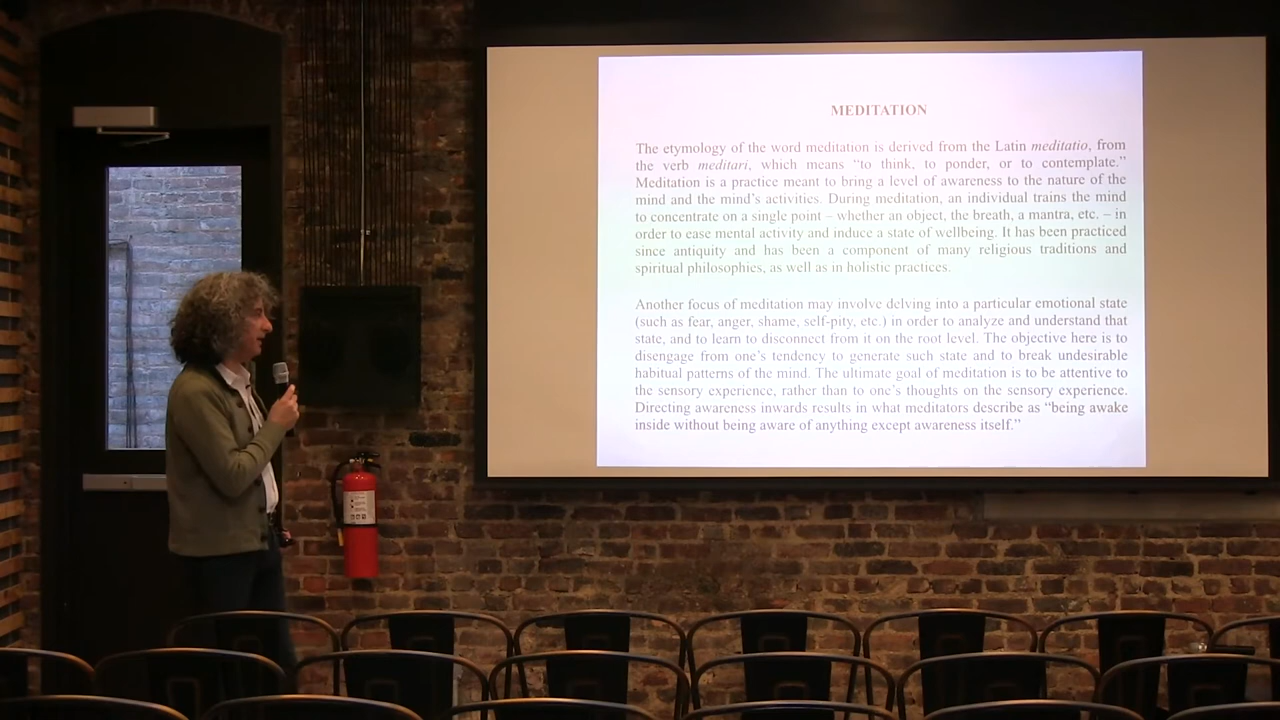 MEDITATION
The etymology of the word meditation is derived from the Latin meditatio, from
the verb meditari, which means “to think, to ponder, or to contemplate.”
Meditation is a practice meant to bring a level of awareness to the nature of the
mind and the mind’s activities. During meditation, an individual trains the mind
to concentrate on a single point – whether an object, the breath, a mantra, etc. – in
order to ease mental activity and induce a state of wellbeing. It has been practiced
since antiquity and has been a component of many religious traditions and
spiritual philosophies, as well as in holistic practices.
Another focus of meditation may involve delving into a particular emotional state
(such as fear, anger, shame, self-pity, etc.) in order to analyze and understand that
state, and to learn to disconnect from it on the root level. The objective here is to
disengage from one’s tendency to generate such state and to break undesirable
habitual patterns of the mind. The ultimate goal of meditation is to be attentive to
the sensory experience, rather than to one’s thoughts on the sensory experience.
Directing awareness inwards results in what meditators describe as “being awake
inside without being aware of anything except awareness itself.”